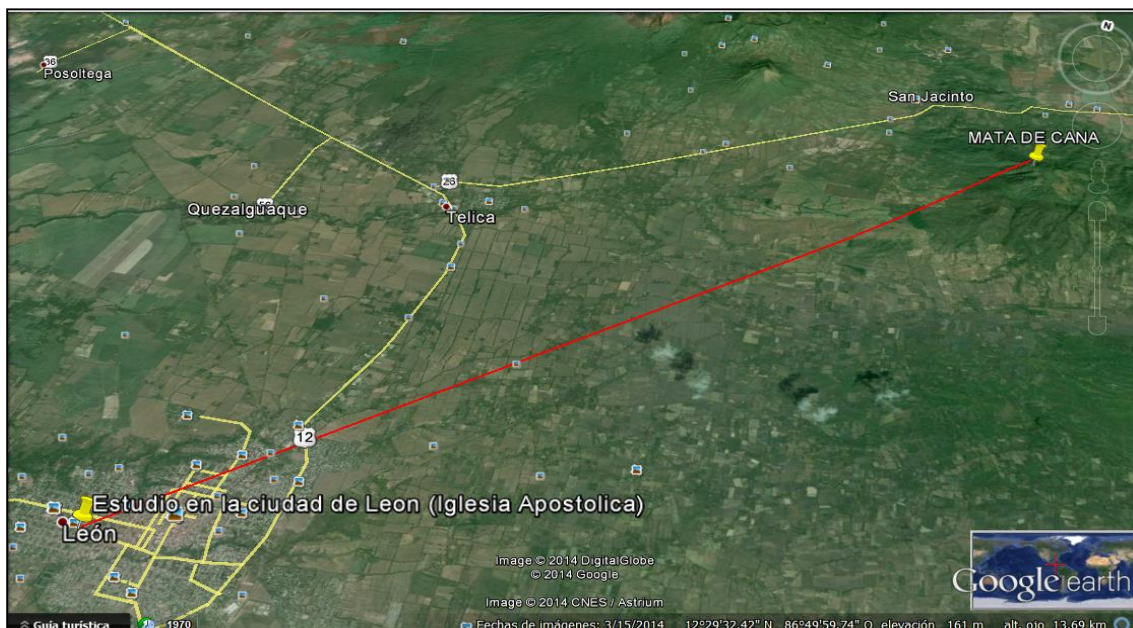 N
36
Posoltega
San Jacinto
MATA DE CANA
26
Quezalguaque
Telica
12
Estudio en la ciudad de Leon (Iglesia Apostolica)
León
Image © 2014 DigitalGlobe
© 2014 Google
Image © 2014 CNES / Astrium
Google earth
Guía turística
1970
Fechas de imágenes: 3/15/2014 12°29'32.42" N 86°49'59.74" O elevación 161 m alt. ojo 13.69 km